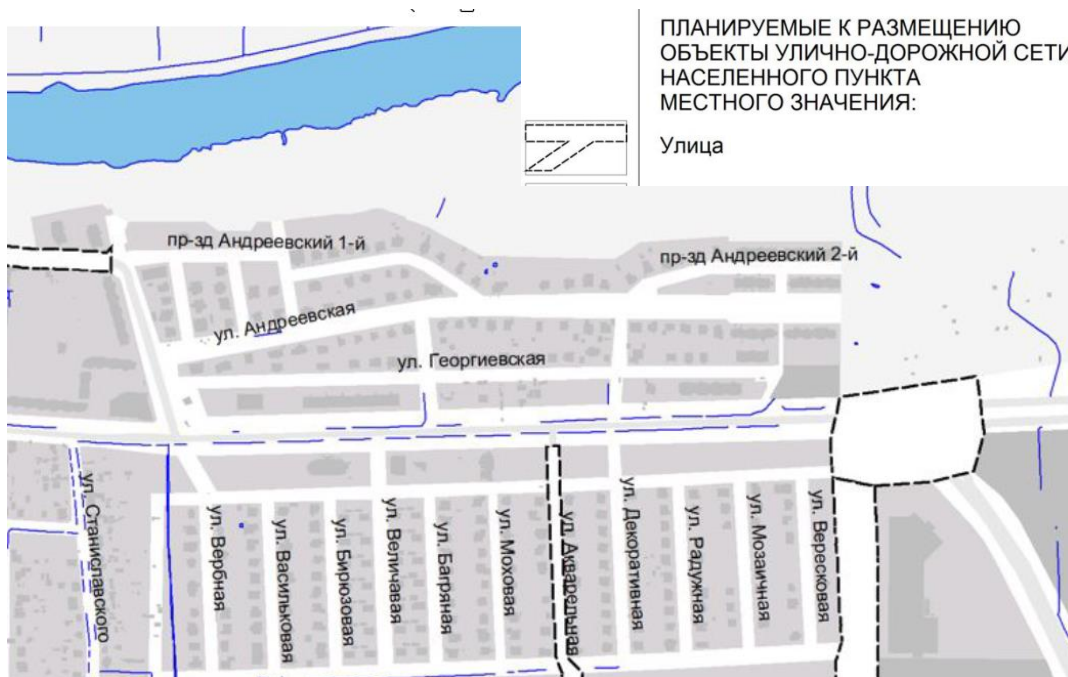 ПЛАНИРУЕМЫЕ К РАЗМЕЩЕНИЮ
ОБЪЕКТЫ УЛИЧНО-ДОРОЖНОЙ СЕТИ
НАСЕЛЕННОГО ПУНКТА
МЕСТНОГО ЗНАЧЕНИЯ:
Улица
пр-зд Андреевский 1-й
пр-зд Андреевский 2-й
ул. Андреевская
ул. Георгиевская
ул. Станиславского
ул. Вербная
ул. Васильковая
ул. Бирюзовая
ул. Величавая
ул. Багряная
ул. Моховая
ул. Акварельная
ул. Декоративная
ул. Радужная
ул. Мозаичная
ул. Вересковая